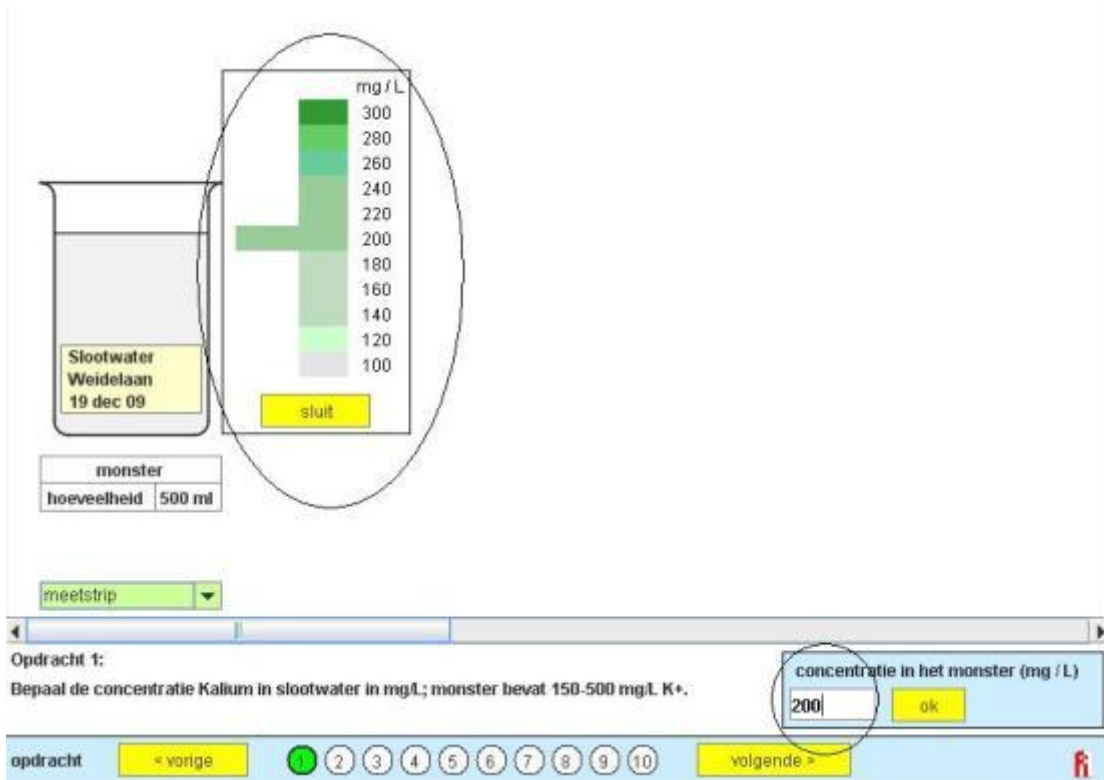 mg / L
300
280
260
240
220
200
180
160
140
120
100
sluit
Slootwater
Weidelaan
19 dec 09
monster
hoeveelheid 500 ml
meetstrip
Opdracht 1:
Bepaal de concentratie Kalium in slootwater in mg/L; monster bevat 150-500 mg/L K+.
concentratie in het monster (mg / L)
200 ok
opdracht < vorige 1 2 3 4 5 6 7 8 9 10 volgende > fi